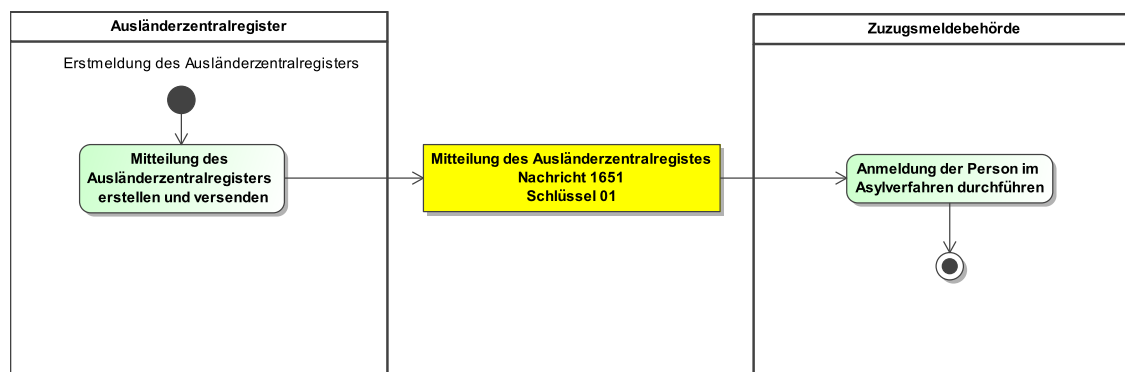 Ausländerzentralregister
Zuzugsmeldebehörde
Erstmeldung des Ausländerzentralregisters
Mitteilung des
Ausländerzentralregisters
erstellen und versenden
Mitteilung des Ausländerzentralregistes
Nachricht 1651
Schlüssel 01
Anmeldung der Person im
Asylverfahren durchführen